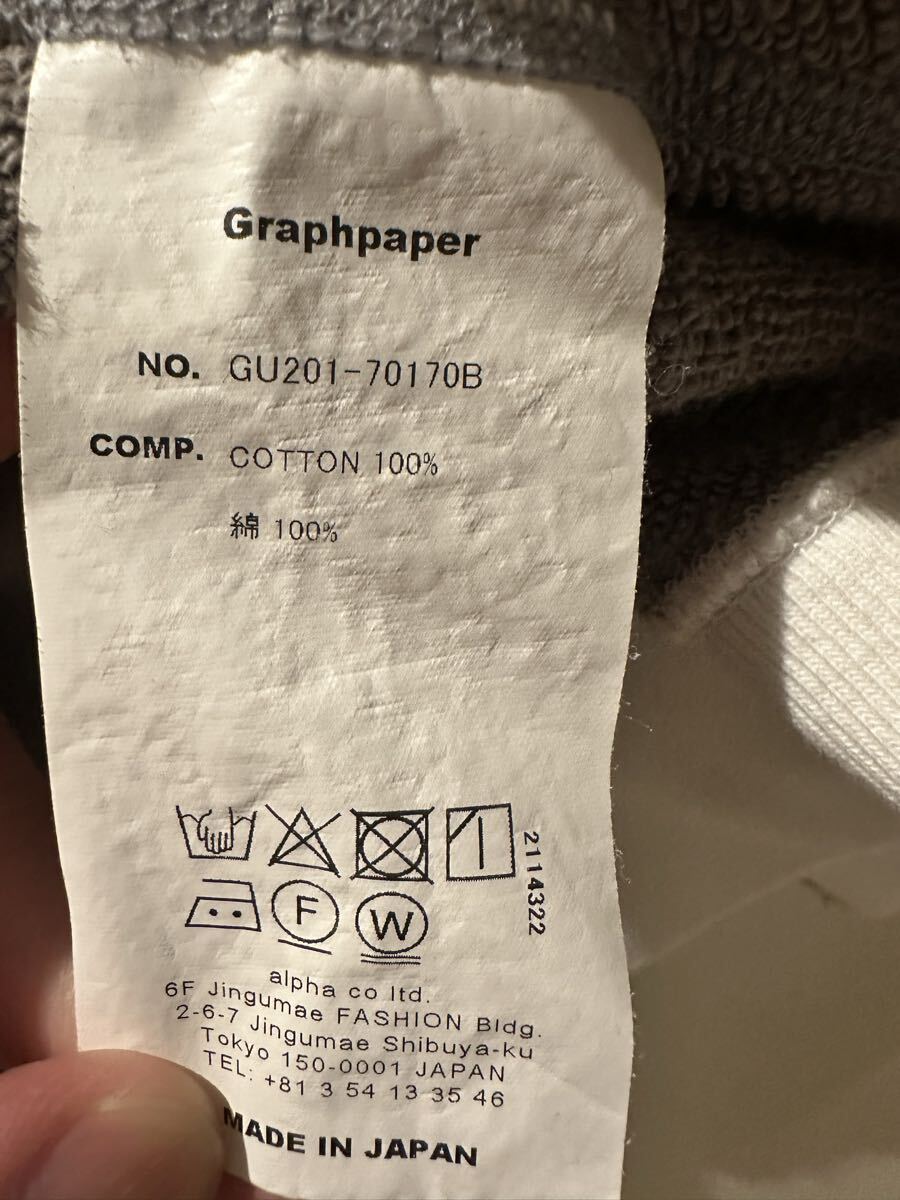 Graphpaper
NO. GU201-70170B
COMP. COTTON 100%
綿 100%
2114322
F
W
alpha co ltd.
6F Jingumae FASHION Bldg.
2-6-7 Jingumae Shibuya-ku
Tokyo 150-0001 JAPAN
TEL: +81 3 54 13 35 46
MADE IN JAPAN